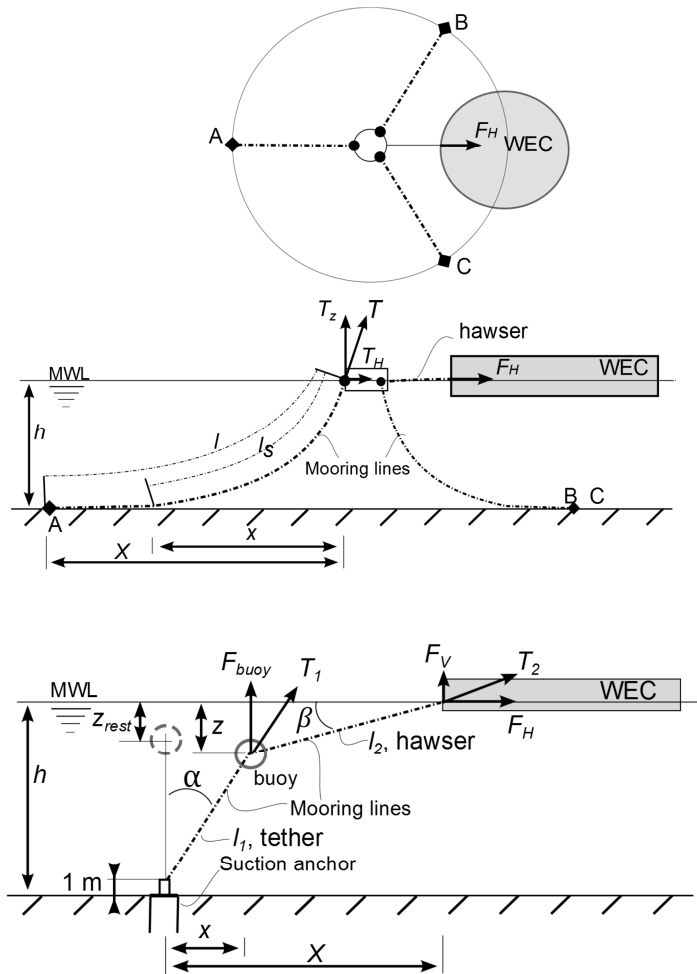 B
A
F_H
WEC
C
T_z
T
hawser
MWL
T_H
F_H
WEC
h
l
l_s
Mooring lines
A
B C
x
X
F_buoy
T_1
F_V
T_2
MWL
WEC
z_rest
z
β
F_H
l_2, hawser
h
α
buoy
Mooring lines
l_1, tether
1 m
Suction anchor
x
X